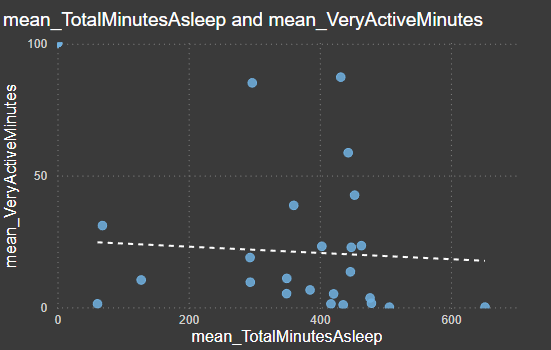 mean_TotalMinutesAsleep and mean_VeryActiveMinutes
100
50
0
mean_VeryActiveMinutes
0 200 400 600
mean_TotalMinutesAsleep